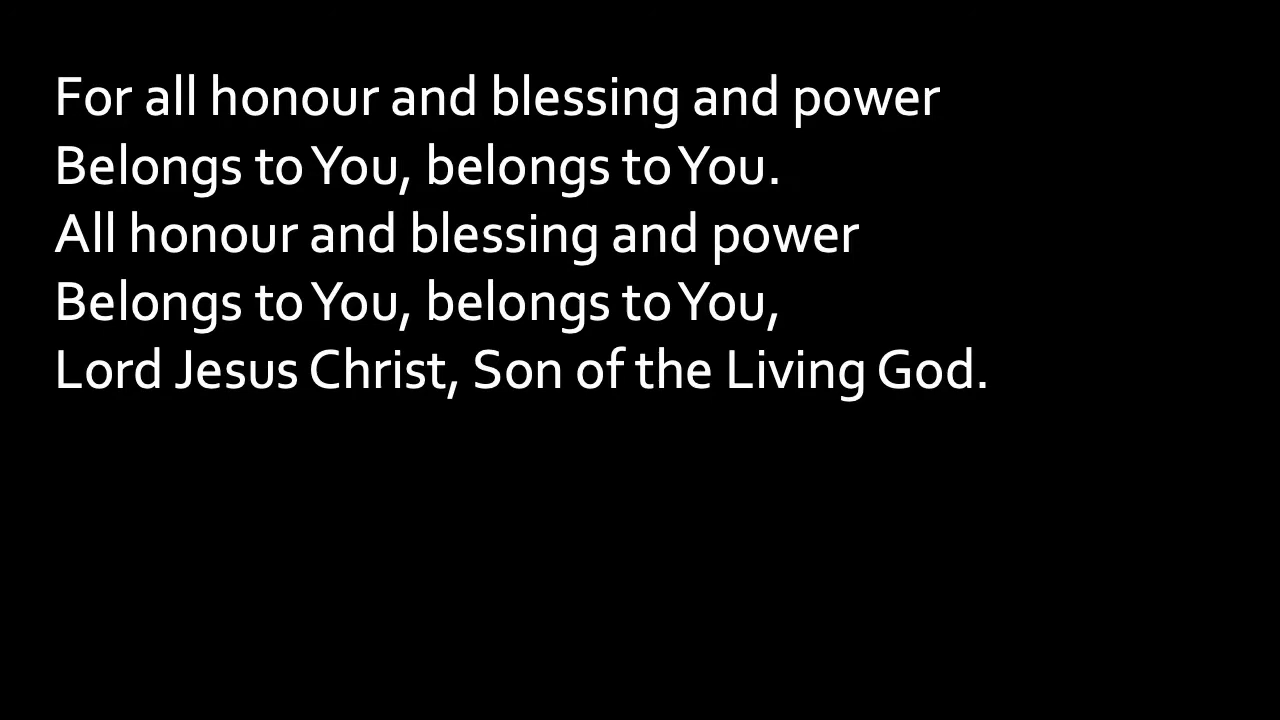 For all honour and blessing and power
Belongs to You, belongs to You.
All honour and blessing and power
Belongs to You, belongs to You,
Lord Jesus Christ, Son of the Living God.